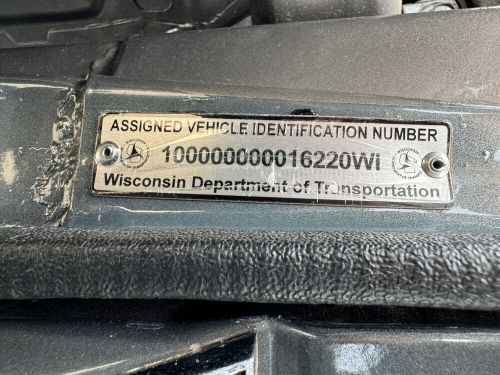 ASSIGNED VEHICLE IDENTIFICATION NUMBER
100000000016220WI
Wisconsin Department of Transportation